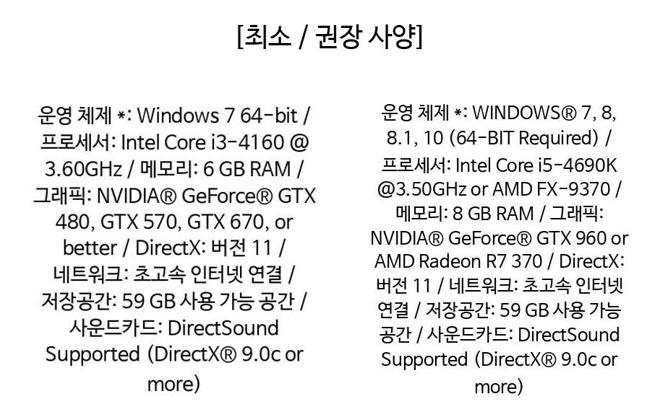 [최소 / 권장 사양]
운영 체제 *: Windows 7 64-bit /
프로세서: Intel Core i3-4160 @
3.60GHz / 메모리: 6 GB RAM /
그래픽: NVIDIA® GeForce® GTX
480, GTX 570, GTX 670, or
better / DirectX: 버전 11 /
네트워크: 초고속 인터넷 연결 /
저장공간: 59 GB 사용 가능 공간 /
사운드카드: DirectSound
Supported (DirectX® 9.0c or
more)
운영 체제 *: WINDOWS® 7, 8,
8.1, 10 (64-BIT Required) /
프로세서: Intel Core i5-4690K
@3.50GHz or AMD FX-9370 /
메모리: 8 GB RAM / 그래픽:
NVIDIA® GeForce® GTX 960 or
AMD Radeon R7 370 / DirectX:
버전 11 / 네트워크: 초고속 인터넷
연결 / 저장공간: 59 GB 사용 가능
공간 / 사운드카드: DirectSound
Supported (DirectX® 9.0c or
more)